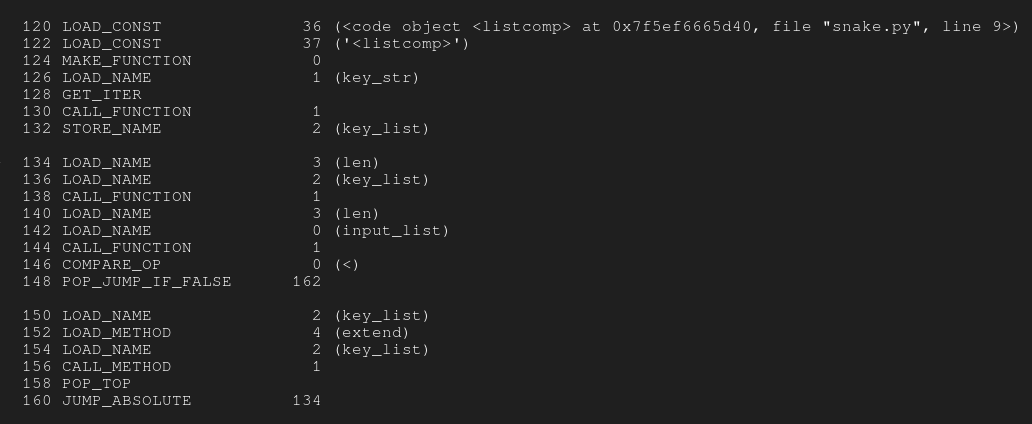 120 LOAD_CONST 36 (<code object <listcomp> at 0x7f5ef6665d40, file "snake.py", line 9>)
122 LOAD_CONST 37 ('<listcomp>')
124 MAKE_FUNCTION 0
126 LOAD_NAME 1 (key_str)
128 GET_ITER
130 CALL_FUNCTION 1
132 STORE_NAME 2 (key_list)
134 LOAD_NAME 3 (len)
136 LOAD_NAME 2 (key_list)
138 CALL_FUNCTION 1
140 LOAD_NAME 3 (len)
142 LOAD_NAME 0 (input_list)
144 CALL_FUNCTION 1
146 COMPARE_OP 0 (<)
148 POP_JUMP_IF_FALSE 162
150 LOAD_NAME 2 (key_list)
152 LOAD_METHOD 4 (extend)
154 LOAD_NAME 2 (key_list)
156 CALL_METHOD 1
158 POP_TOP
160 JUMP_ABSOLUTE 134